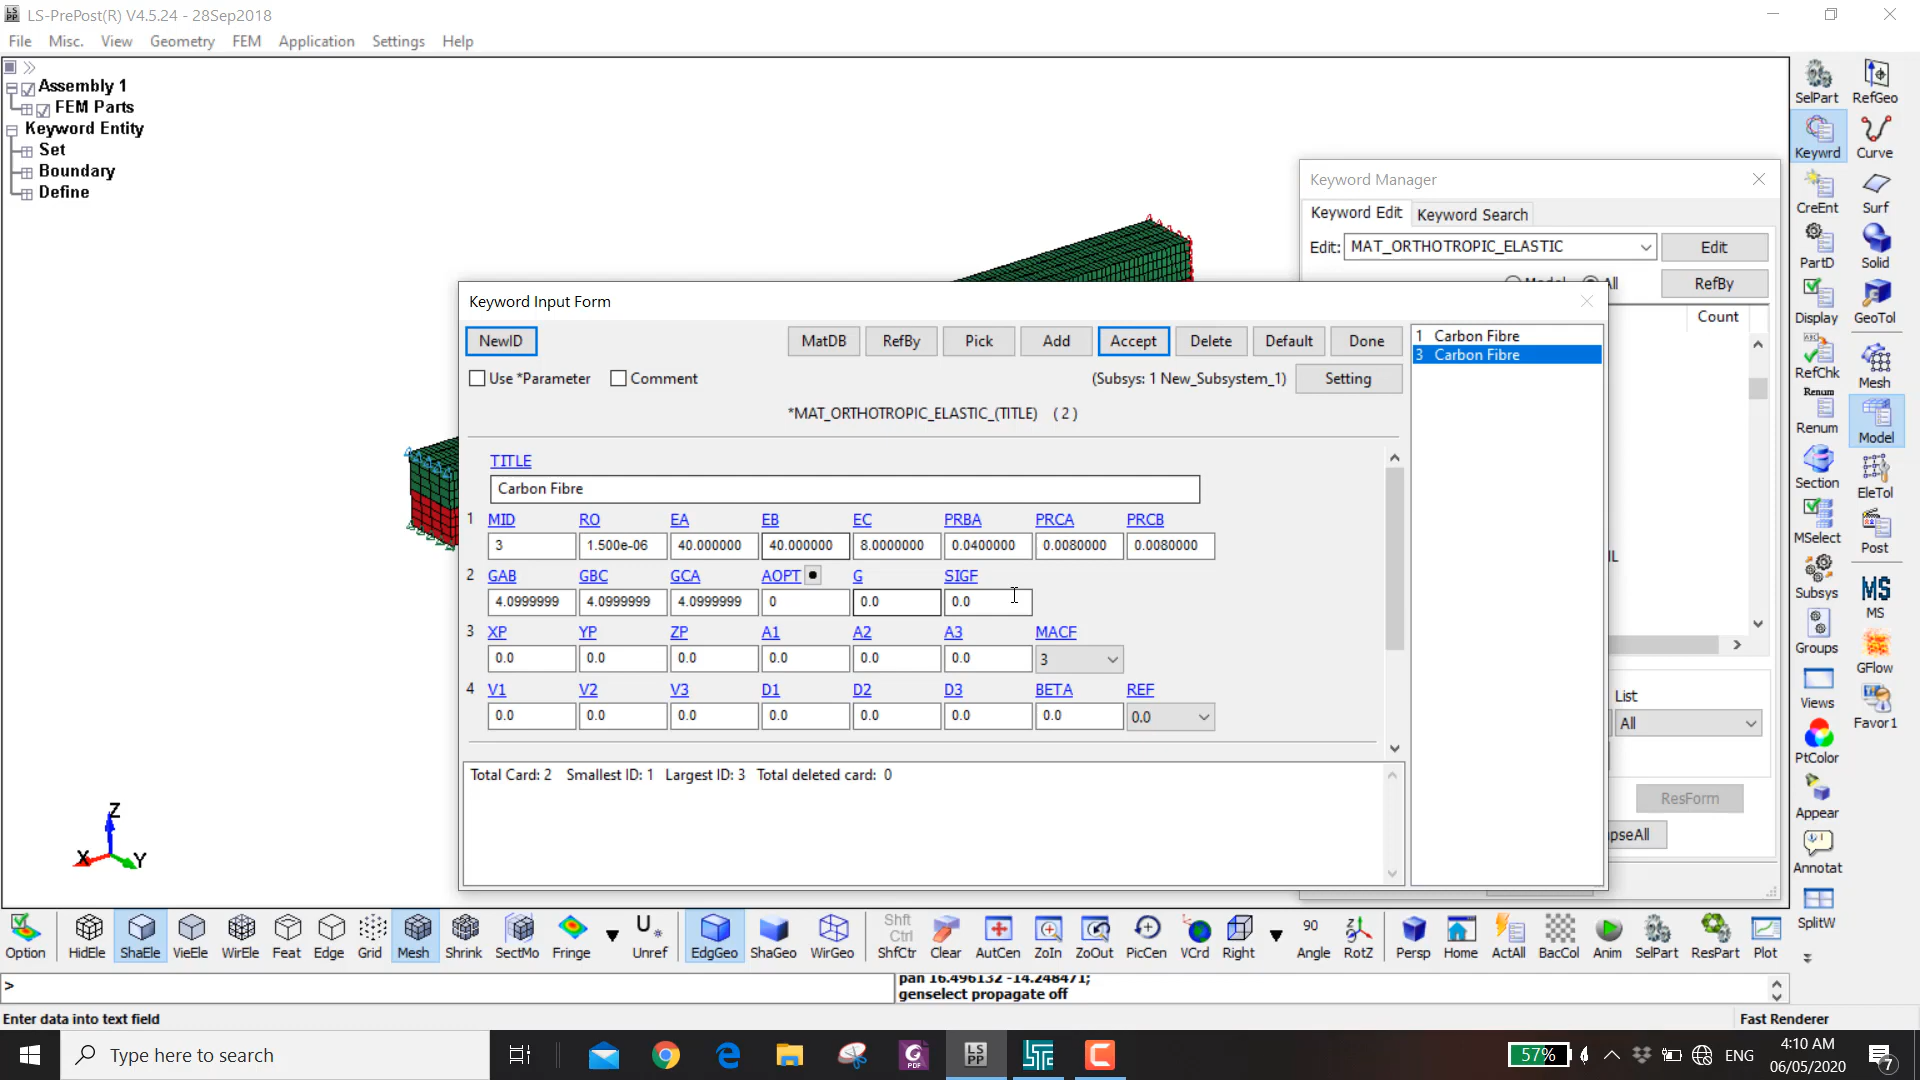 LS-PrePost(R) V4.5.24 - 28Sep2018
File Misc. View Geometry FEM Application Settings Help
Assembly 1
FEM Parts
Keyword Entity
Set
Boundary
Define
X Y Z
Keyword Manager
Keyword Edit Keyword Search
Edit: MAT_ORTHOTROPIC_ELASTIC Edit
RefBy
Count
List
All
ResForm
Keyword Input Form
NewID MatDB RefBy Pick Add Accept Delete Default Done
Use *Parameter Comment (Subsys: 1 New_Subsystem_1) Setting
*MAT_ORTHOTROPIC_ELASTIC_(TITLE) (2)
TITLE
Carbon Fibre
1 MID RO EA EB EC PRBA PRCA PRCB
3 1.500e-06 40.000000 40.000000 8.0000000 0.0400000 0.0080000 0.0080000
2 GAB GBC GCA AOPT G SIGF
4.0999999 4.0999999 4.0999999 0 0.0 0.0
3 XP YP ZP A1 A2 A3 MACF
0.0 0.0 0.0 0.0 0.0 0.0 3
4 V1 V2 V3 D1 D2 D3 BETA REF
0.0 0.0 0.0 0.0 0.0 0.0 0.0 0.0
Total Card: 2 Smallest ID: 1 Largest ID: 3 Total deleted card: 0
1 Carbon Fibre
3 Carbon Fibre
SelPart RefGeo
Keywrd Curve
CreEnt Surf
PartD Solid
Display GeoTol
RefChk Mesh
Renum
Renum Model
Section EleTol
MSelect Post
Subsys MS
MS
Groups GFlow
Views Favor1
PtColor
Appear
Annotat
SplitW
Option HidEle ShaEle VieEle WirEle Feat Edge Grid Mesh Shrink SectMo Fringe Unref EdgGeo ShaGeo WirGeo Shft Ctrl ShfCtr Clear AutCen ZoIn ZoOut PicCen VCrd Right 90 Angle RotZ Persp Home ActAll BacCol Anim SelPart ResPart Plot
>
pan 16.496132 -14.248471;
genselect propagate off
Enter data into text field Fast Renderer
Type here to search
57% ENG 4:10 AM
06/05/2020
7